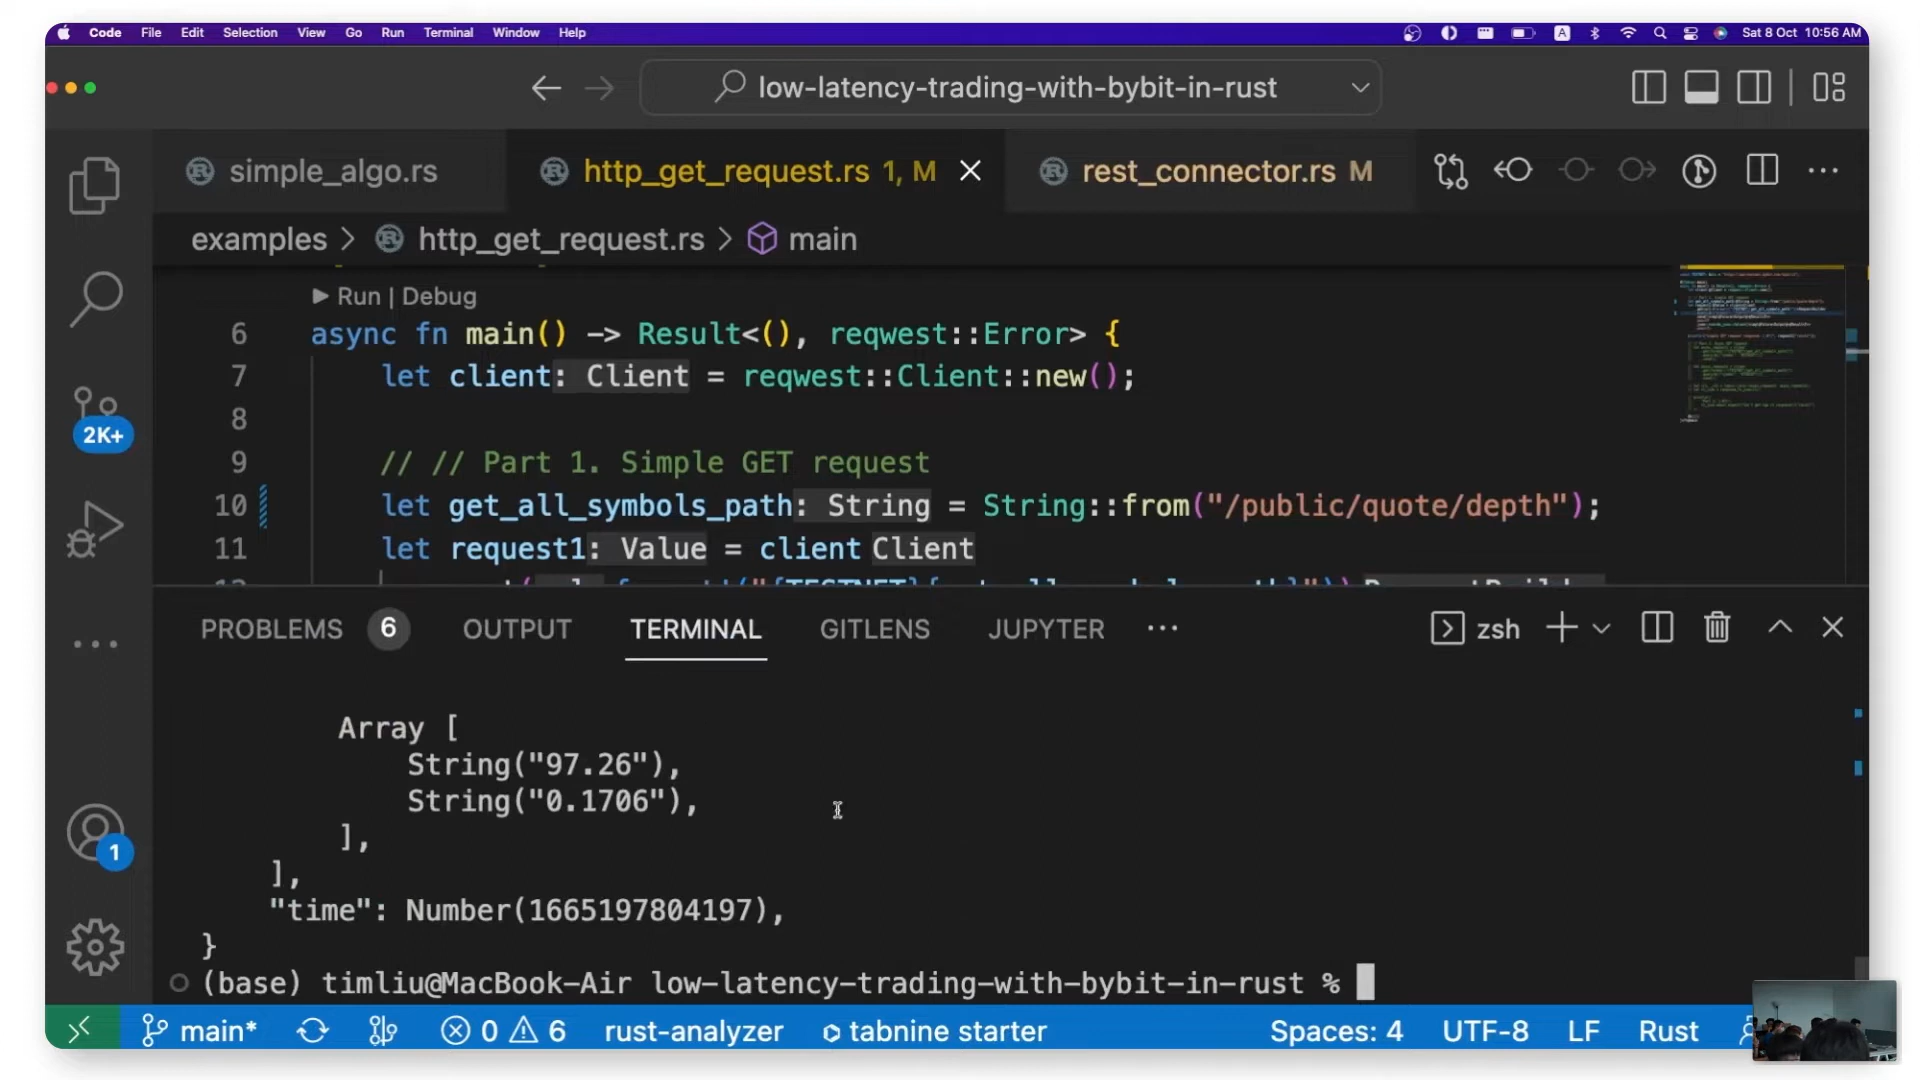 Code File Edit Selection View Go Run Terminal Window Help A Sat 8 Oct 10:56 AM
low-latency-trading-with-bybit-in-rust
simple_algo.rs http_get_request.rs 1, M rest_connector.rs M
examples > http_get_request.rs > main
Run | Debug
6 async fn main() -> Result<(), reqwest::Error> {
7 let client: Client = reqwest::Client::new();
8
9 // // Part 1. Simple GET request
10 let get_all_symbols_path: String = String::from("/public/quote/depth");
11 let request1: Value = client Client
2K+
PROBLEMS 6 OUTPUT TERMINAL GITLENS JUPYTER ··· zsh
Array [
String("97.26"),
String("0.1706"),
],
],
"time": Number(1665197804197),
}
(base) timliu@MacBook-Air low-latency-trading-with-bybit-in-rust %
1
main* 0 6 rust-analyzer tabnine starter Spaces: 4 UTF-8 LF Rust